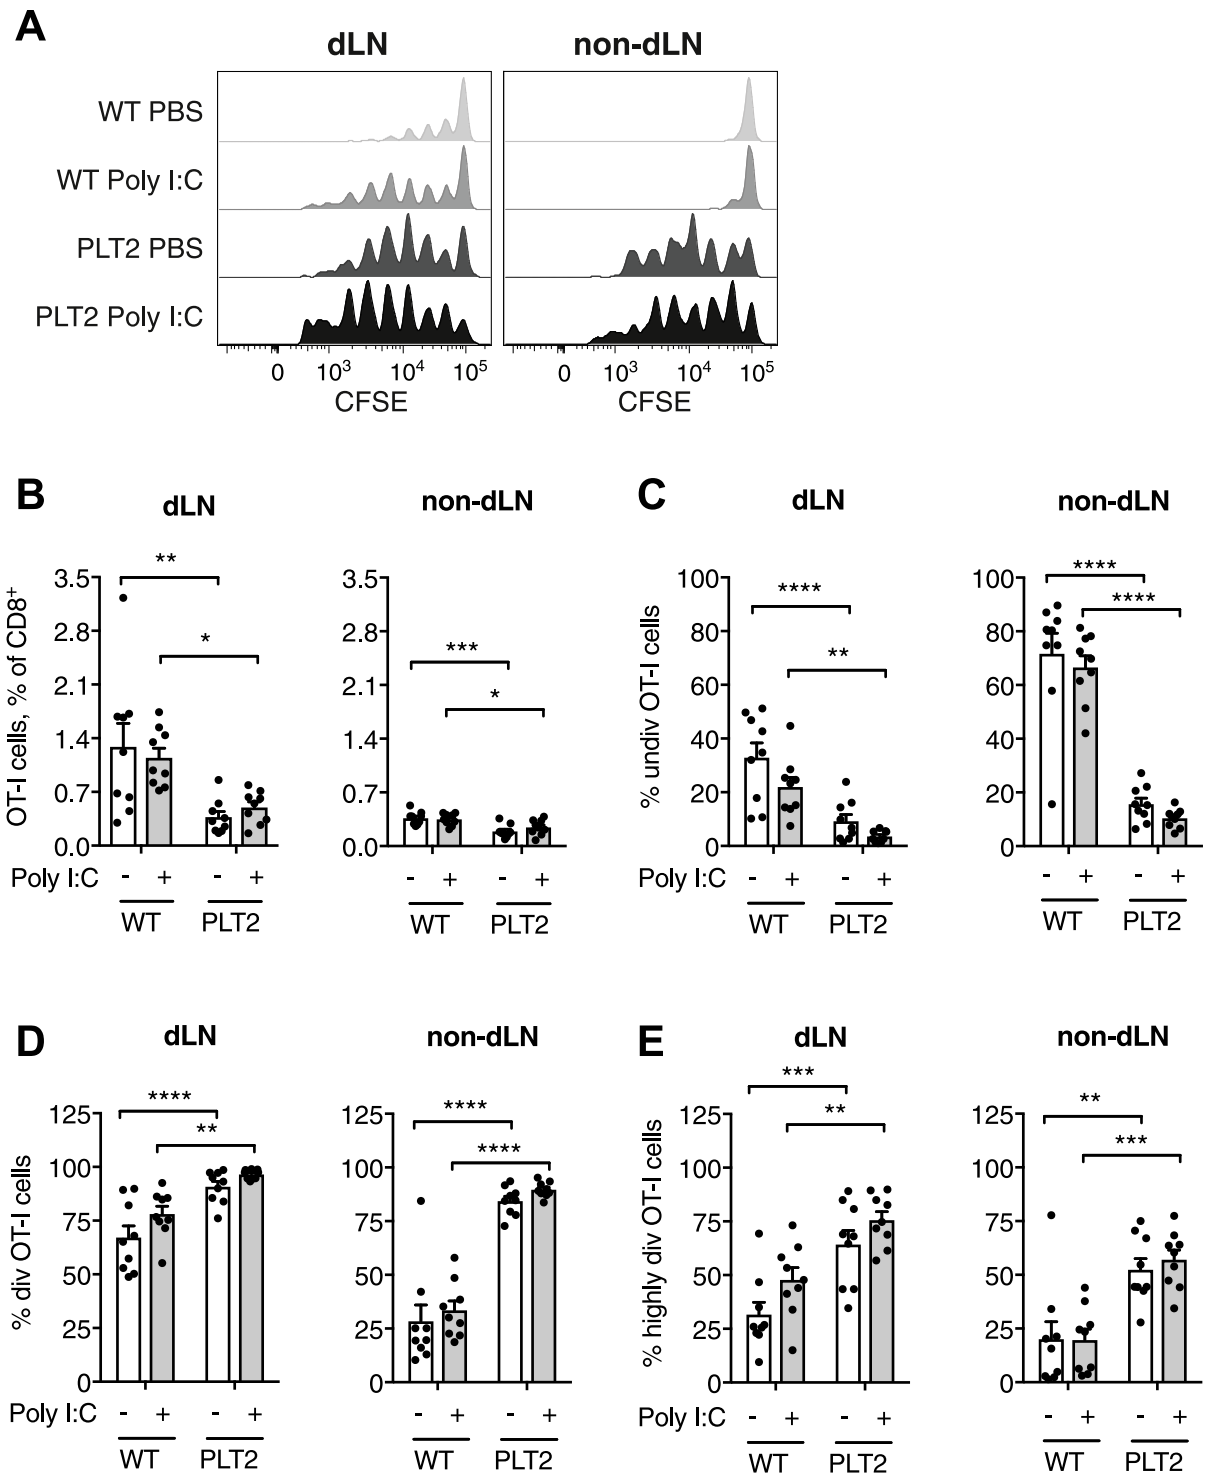 A
dLN non-dLN
WT PBS
WT Poly I:C
PLT2 PBS
PLT2 Poly I:C
0 10³ 10⁴ 10⁵ 0 10³ 10⁴ 10⁵
CFSE CFSE
B dLN non-dLN
OT-I cells, % of CD8⁺
** * *** *
3.5 3.5
2.8 2.8
2.1 2.1
1.4 1.4
0.7 0.7
0.0 0.0
Poly I:C - + - + - + - +
WT PLT2 WT PLT2
C dLN non-dLN
% undiv OT-I cells
**** ** **** ****
100 100
80 80
60 60
40 40
20 20
0 0
Poly I:C - + - + - + - +
WT PLT2 WT PLT2
D dLN non-dLN
% div OT-I cells
**** ** **** ****
125 125
100 100
75 75
50 50
25 25
0 0
Poly I:C - + - + - + - +
WT PLT2 WT PLT2
E dLN non-dLN
% highly div OT-I cells
*** ** ** ***
125 125
100 100
75 75
50 50
25 25
0 0
Poly I:C - + - + - + - +
WT PLT2 WT PLT2